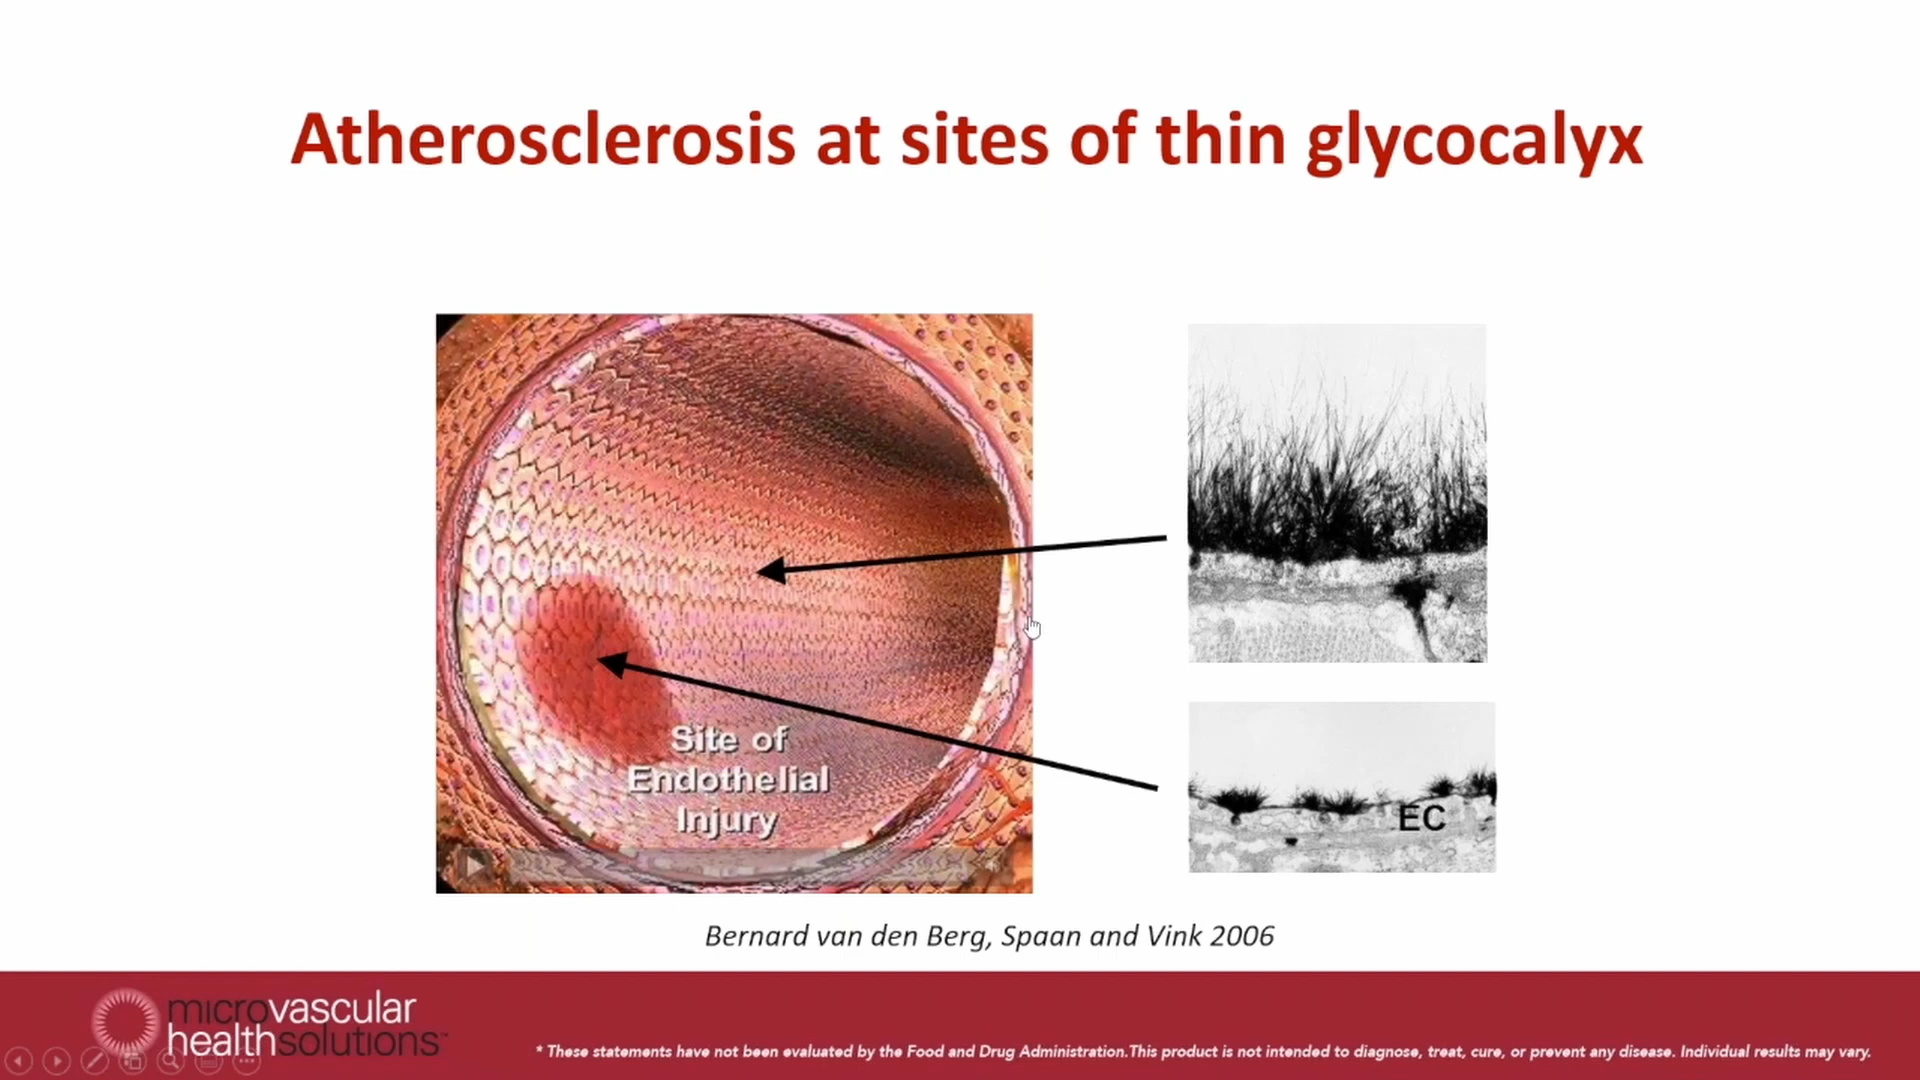 Atherosclerosis at sites of thin glycocalyx
Site of
Endothelial
Injury
EC
Bernard van den Berg, Spaan and Vink 2006
microvascular
healthsolutions™
* These statements have not been evaluated by the Food and Drug Administration.This product is not intended to diagnose, treat, cure, or prevent any disease. Individual results may vary.